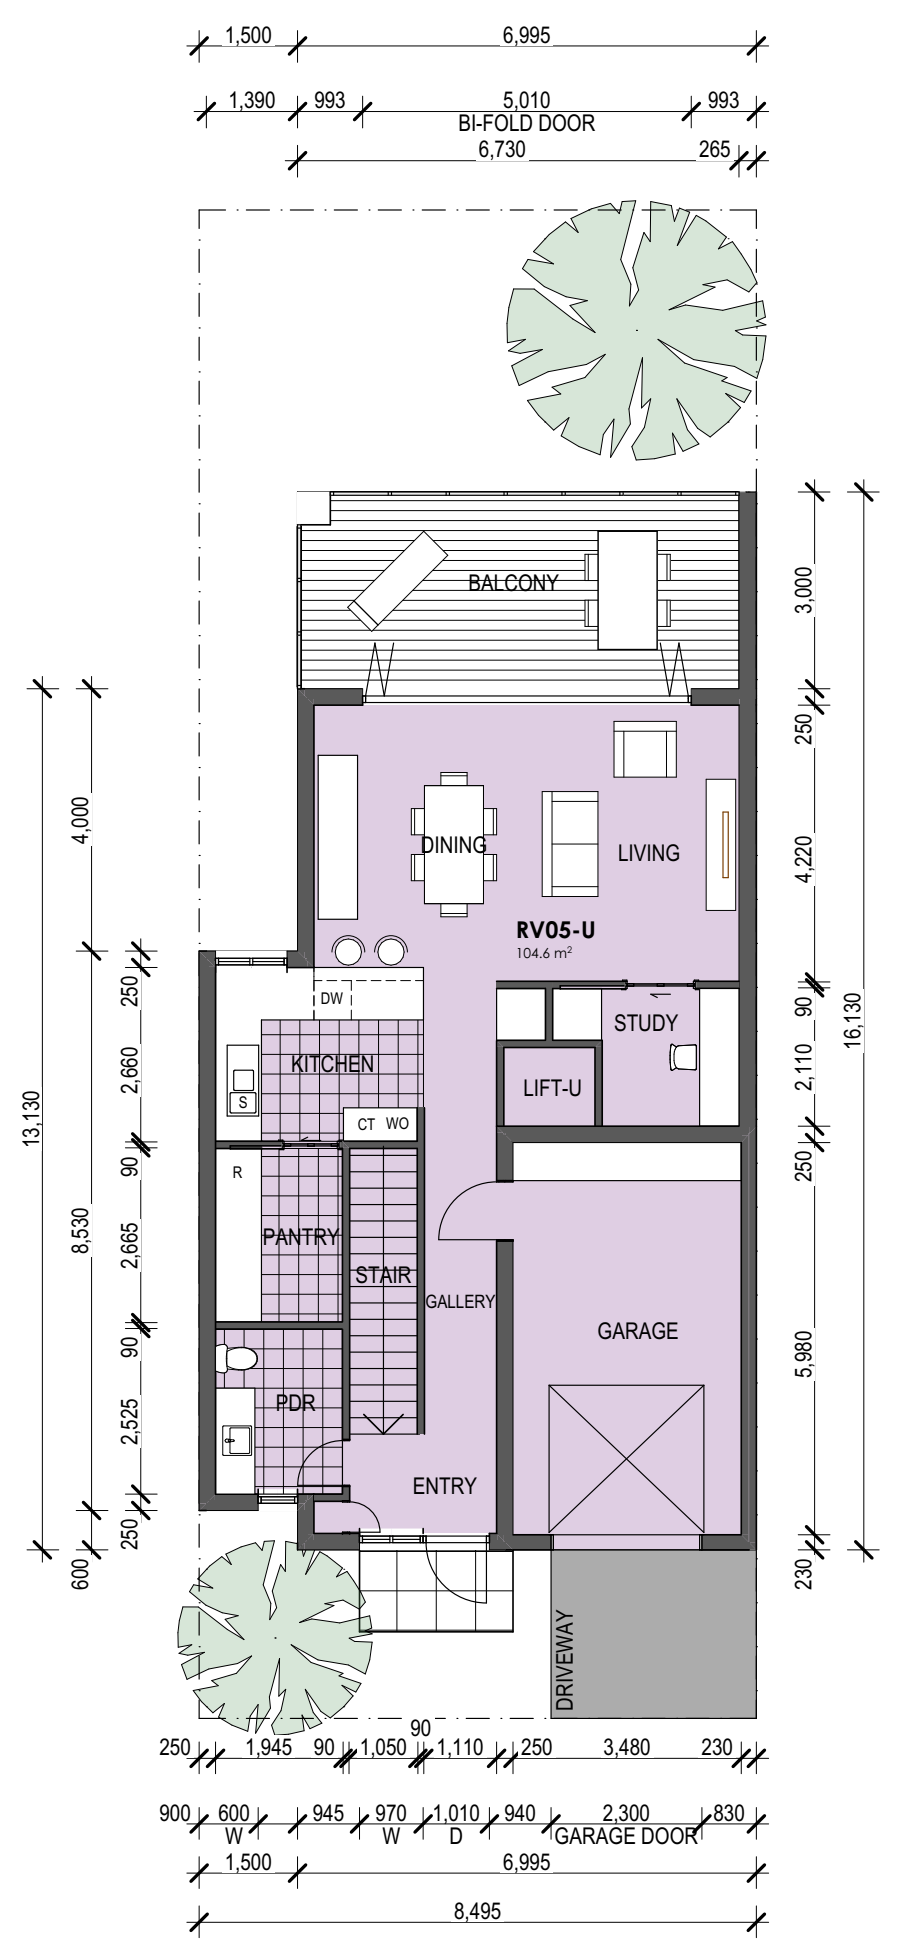 1,500 6,995
1,390 993 5,010 993
BI-FOLD DOOR
6,730 265
BALCONY
3,000
250
4,000
DINING
LIVING
4,220
RV05-U
104.6 m²
250
DW
90
STUDY
16,130
KITCHEN
2,660
2,110
LIFT-U
S
13,130
CT WO
90
R
250
8,530
2,665
PANTRY
STAIR
GALLERY
GARAGE
90
5,980
2,525
PDR
ENTRY
250
600
230
DRIVEWAY
90
250 1,945 90 1,050 1,110 250 3,480 230
900 600 945 970 1,010 940 2,300 830
W W D GARAGE DOOR
1,500 6,995
8,495